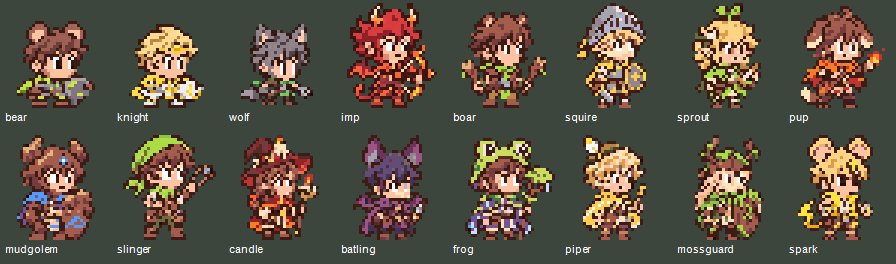 bear knight wolf imp boar squire sprout pup
mudgolem slinger candle batling frog piper mossguard spark